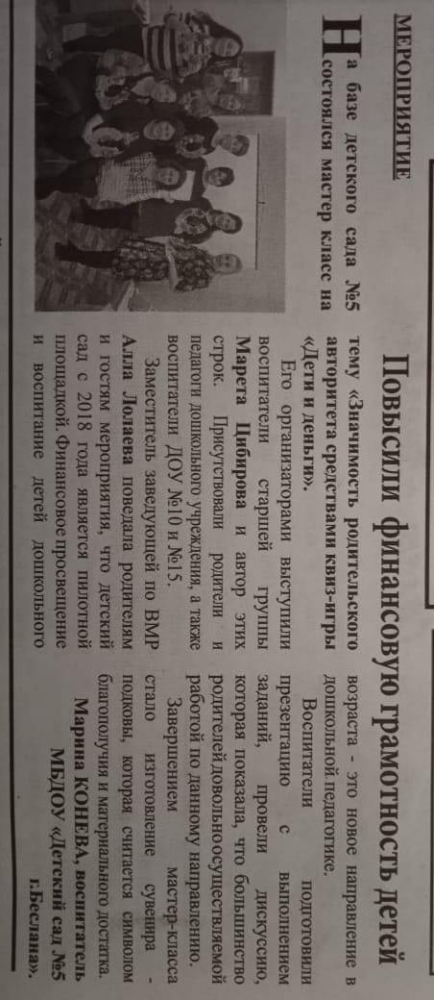 МЕРОПРИЯТИЕ
Повысили финансовую грамотность детей
На базе детского сада №5
состоялся мастер класс на
тему «Значимость родительского
авторитета средствами квиз-игры
«Дети и деньги».
Его организаторами выступили
воспитатели старшей группы
Марета Цибирова и автор этих
строк. Присутствовали родители и
педагоги дошкольного учреждения, а также
воспитатели ДОУ №10 и №15.
Заместитель заведующей по ВМР
Алла Лолаева поведала родителям
и гостям мероприятия, что детский
сад с 2018 года является пилотной
площадкой. Финансовое просвещение
и воспитание детей дошкольного
возраста - это новое направление в
дошкольной педагогике.
Воспитатели подготовили
презентацию с выполнением
заданий, провели дискуссию,
которая показала, что большинство
родителей довольно осуществляемой
работой по данному направлению.
Завершением мастер-класса
стало изготовление сувенира -
подковы, которая считается символом
благополучия и материального достатка.
Марина КОНЕВА, воспитатель
МБДОУ «Детский сад №5
г.Беслана».